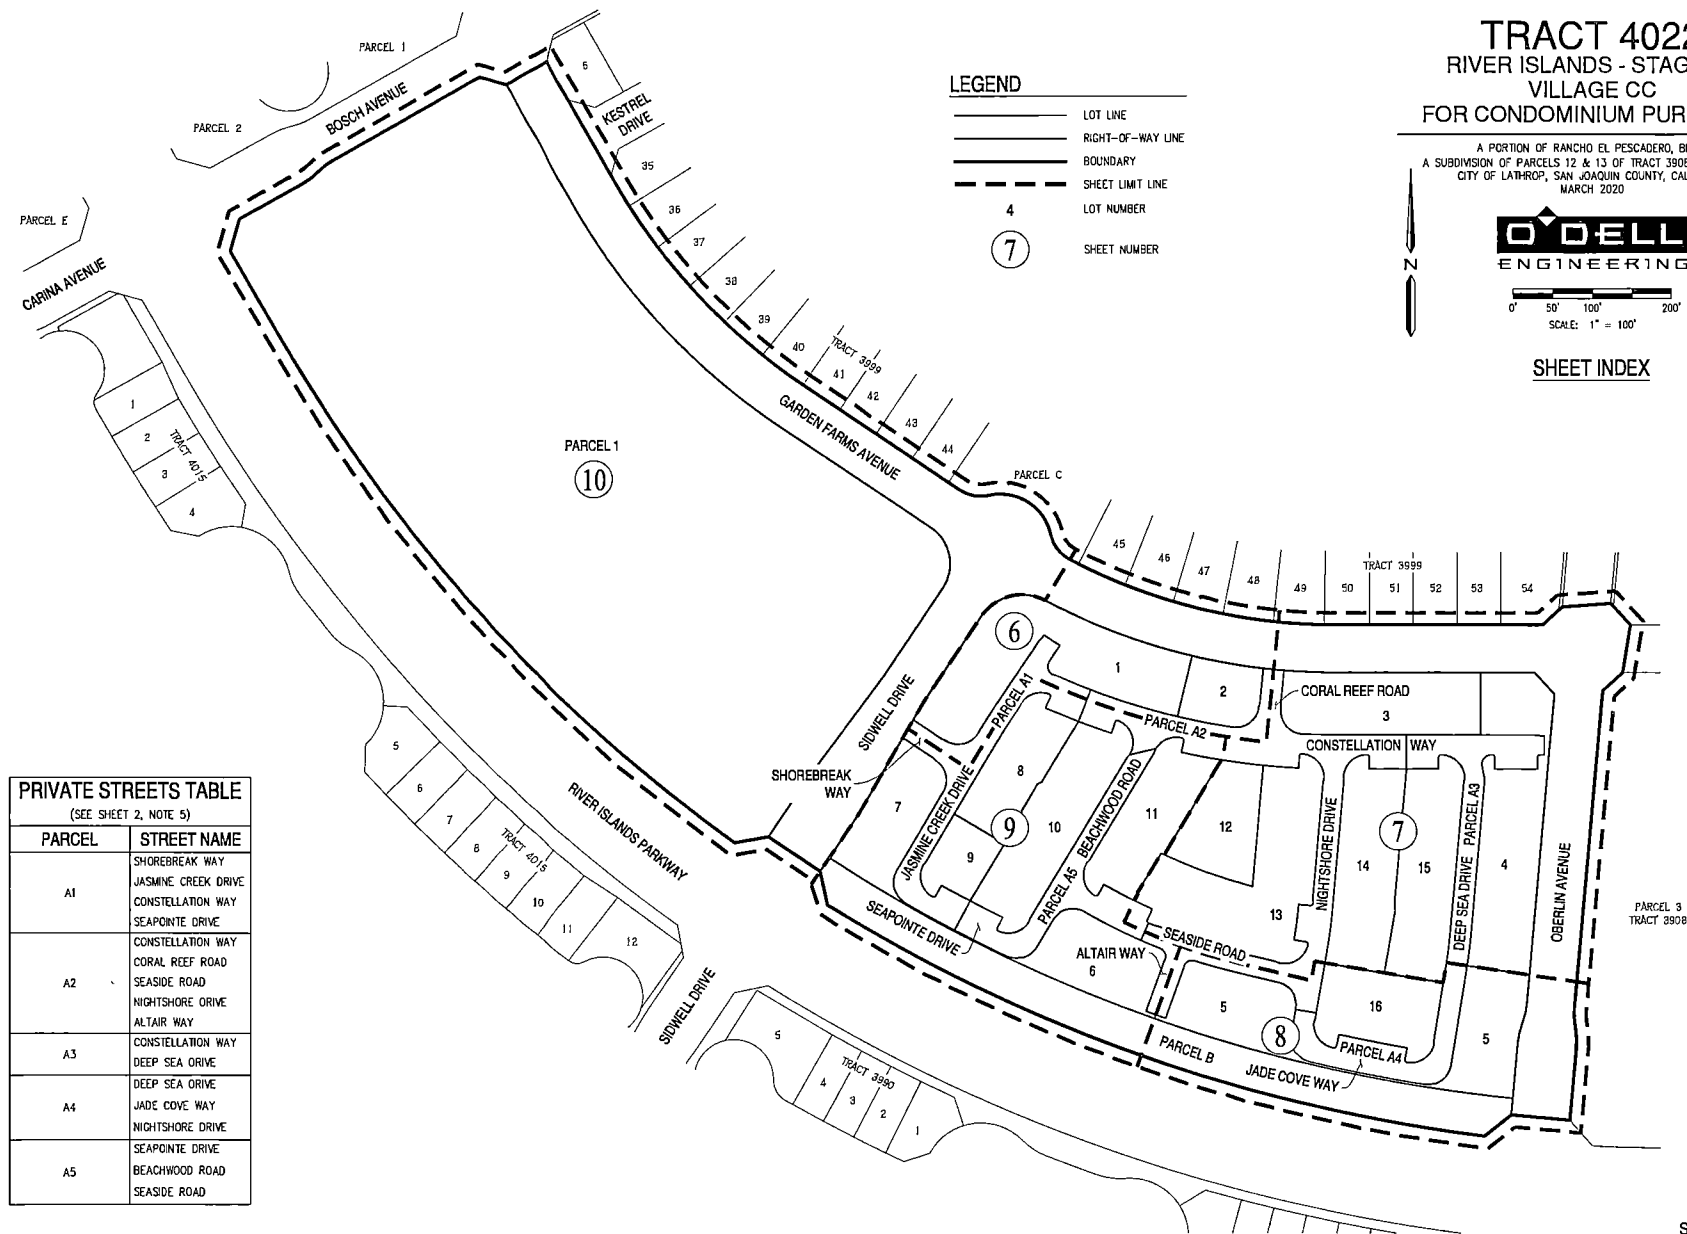 TRACT 4022
RIVER ISLANDS - STAG
VILLAGE CC
FOR CONDOMINIUM PUR
A PORTION OF RANCHO EL PESCADERO, B
A SUBDIVISION OF PARCELS 12 & 13 OF TRACT 390
CITY OF LATHROP, SAN JOAQUIN COUNTY, CAL
MARCH 2020
N
O'DELL
ENGINEERING
0' 50' 100' 200'
SCALE: 1" = 100'
SHEET INDEX
LEGEND
LOT LINE
RIGHT-OF-WAY LINE
BOUNDARY
SHEET LIMIT LINE
4 LOT NUMBER
7 SHEET NUMBER
PARCEL 1
PARCEL 2
BOSCH AVENUE
6
KESTREL
DRIVE
PARCEL E
CARINA AVENUE
35
36
37
38
39
40
TRACT 3999
41
42
43
44
GARDEN FARMS AVENUE
PARCEL C
1
2
TRACT 4015
3
4
PARCEL 1
10
45
46
47
48
49
50
TRACT 3999
51
52
53
54
6
1
2
PARCEL A1
CORAL REEF ROAD
3
PARCEL A2
CONSTELLATION WAY
SIDWELL DRIVE
SHOREBREAK
WAY
7
JASMINE CREEK DRIVE
8
9
9
10
BEACHWOOD ROAD
PARCEL A5
11
12
13
NIGHTSHORE DRIVE
14
7
15
PARCEL A3
DEEP SEA DRIVE
4
OBERLIN AVENUE
PARCEL 3
TRACT 3908
SEAPOINTE DRIVE
SEASIDE ROAD
ALTAIR WAY
6
5
16
8
PARCEL A4
5
PARCEL B
JADE COVE WAY
5
6
7
8
TRACT 4015
9
10
11
12
RIVER ISLANDS PARKWAY
SIDWELL DRIVE
5
TRACT 3990
4
3
2
1
PRIVATE STREETS TABLE
(SEE SHEET 2, NOTE 5)
PARCEL STREET NAME
A1
SHOREBREAK WAY
JASMINE CREEK DRIVE
CONSTELLATION WAY
SEAPOINTE DRIVE
A2
CONSTELLATION WAY
CORAL REEF ROAD
SEASIDE ROAD
NIGHTSHORE DRIVE
ALTAIR WAY
A3
CONSTELLATION WAY
DEEP SEA DRIVE
A4
DEEP SEA DRIVE
JADE COVE WAY
NIGHTSHORE DRIVE
A5
SEAPOINTE DRIVE
BEACHWOOD ROAD
SEASIDE ROAD
S